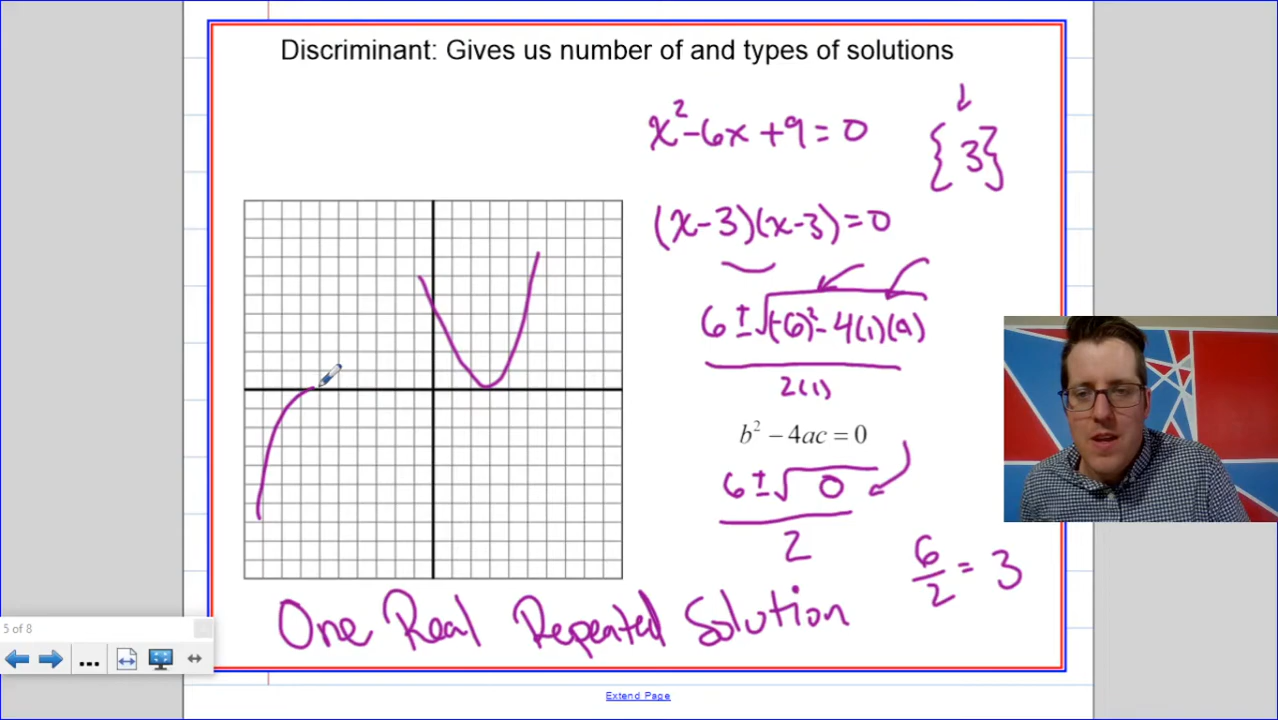 Discriminant: Gives us number of and types of solutions
x² - 6x + 9 = 0
{3}
(x - 3)(x - 3) = 0
6 ± √(-6)² - 4(1)(9)
2(1)
b² − 4ac = 0
6 ± √0
2
6/2 = 3
One Real Repeated Solution
5 of 8
...
Extend Page